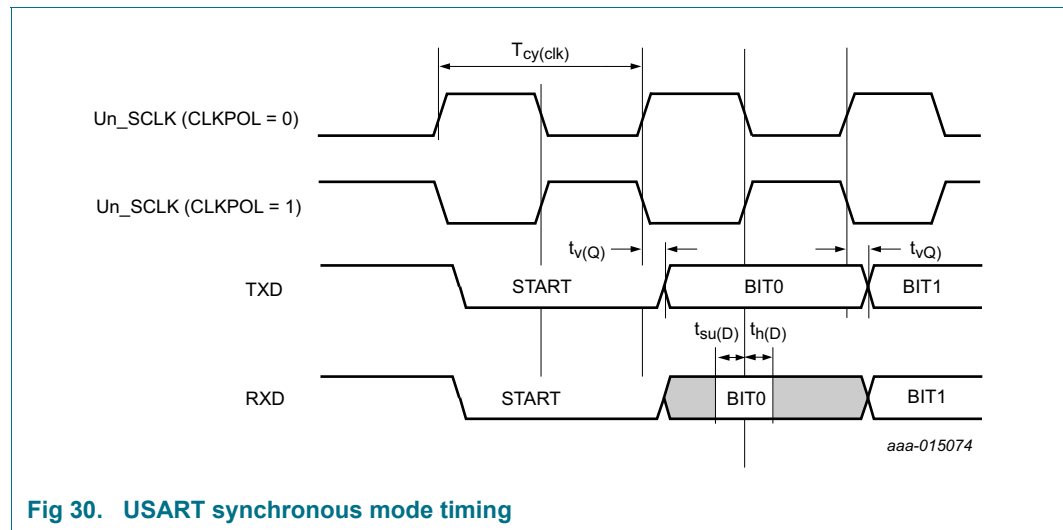 Tcy(clk)
Un_SCLK (CLKPOL = 0)
Un_SCLK (CLKPOL = 1)
tv(Q)
tvQ)
TXD
START
BIT0
BIT1
tsu(D)
th(D)
RXD
START
BIT0
BIT1
aaa-015074
Fig 30. USART synchronous mode timing